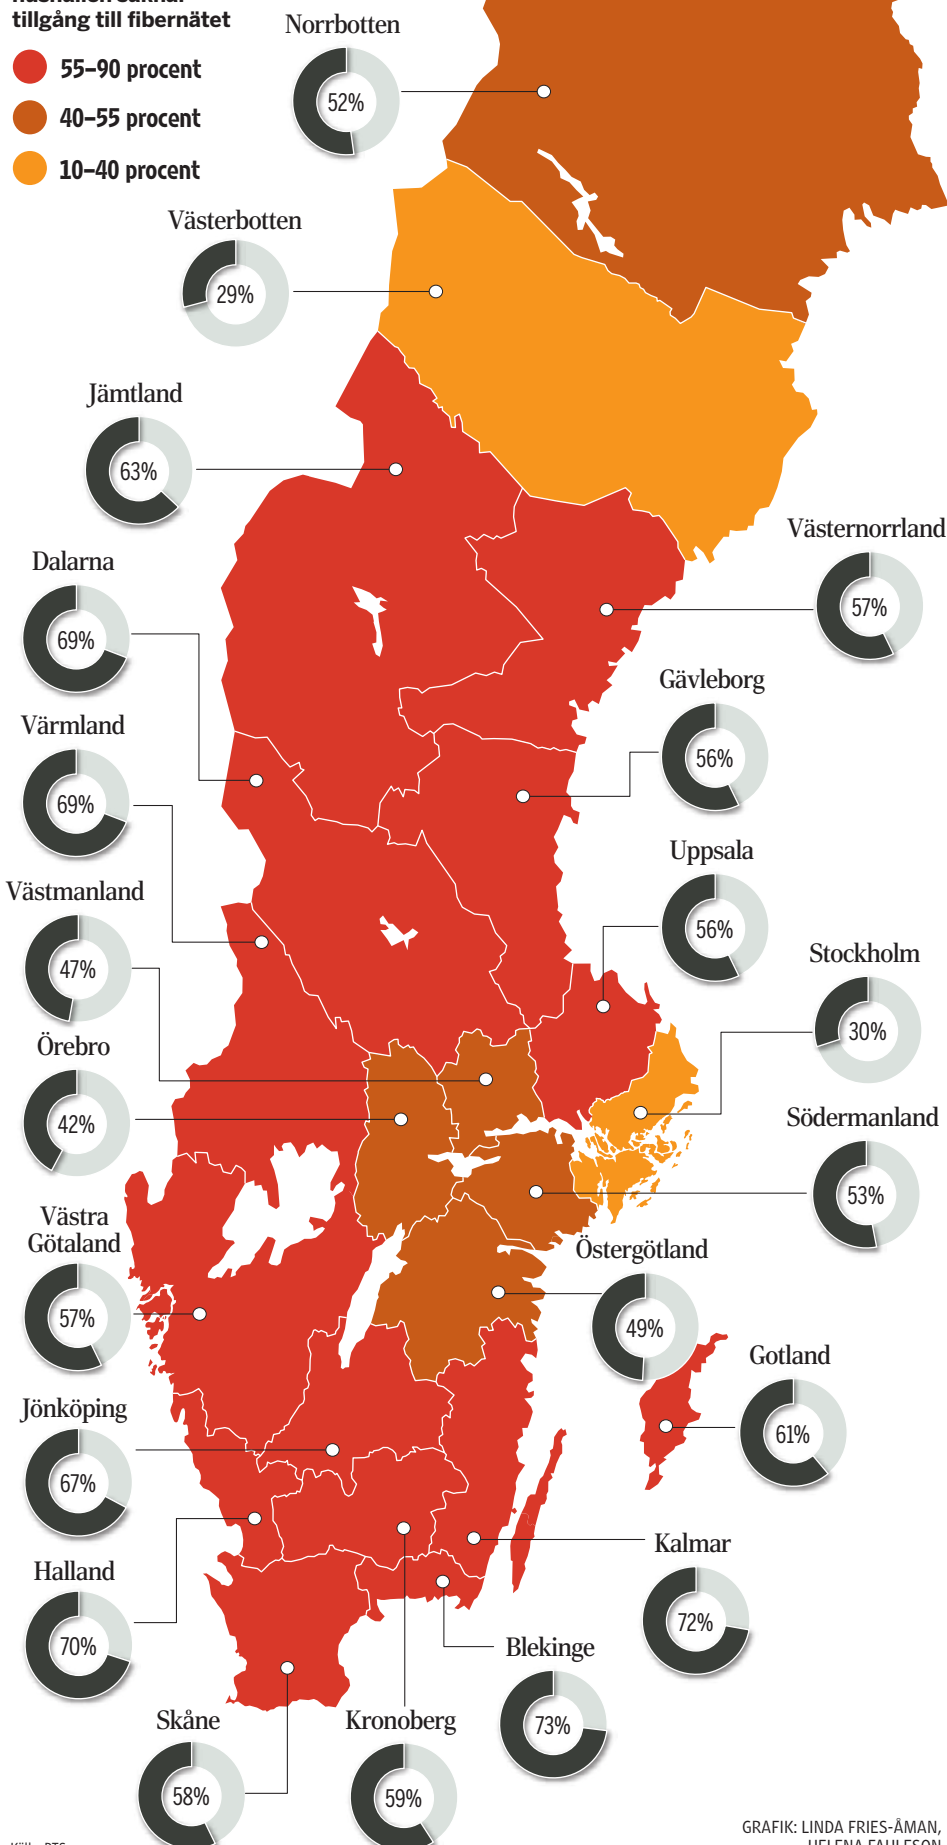 tillgång till fibernätet
55–90 procent
40–55 procent
10–40 procent
Norrbotten
52%
Västerbotten
29%
Jämtland
63%
Västernorrland
57%
Dalarna
69%
Gävleborg
56%
Värmland
69%
Uppsala
56%
Västmanland
47%
Stockholm
30%
Örebro
42%
Södermanland
53%
Västra
Götaland
57%
Östergötland
49%
Gotland
61%
Jönköping
67%
Kalmar
72%
Halland
70%
Blekinge
73%
Skåne
58%
Kronoberg
59%
GRAFIK: LINDA FRIES-ÅMAN,